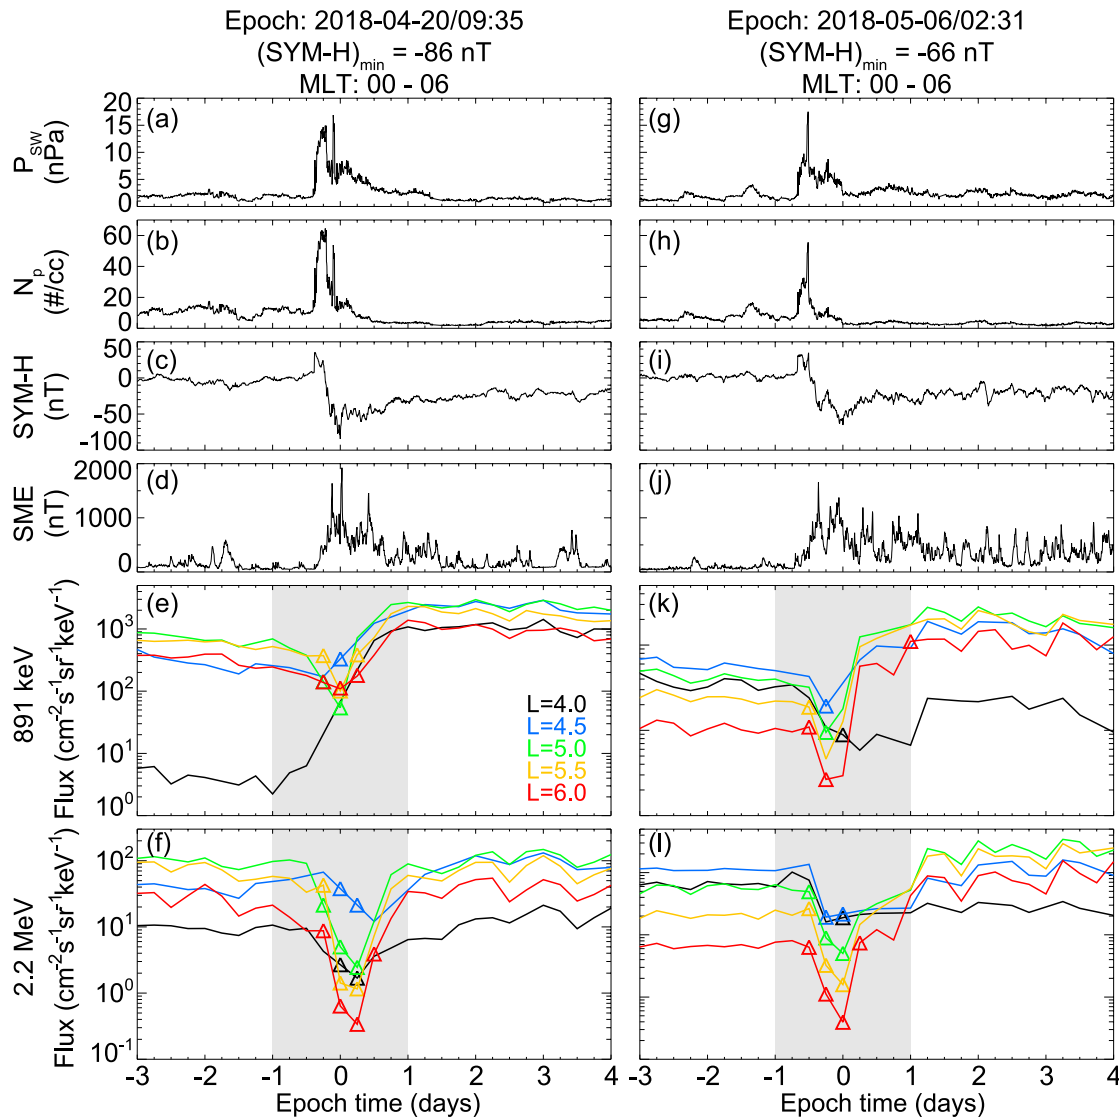 Epoch: 2018-04-20/09:35
(SYM-H)min = -86 nT
MLT: 00 - 06
Epoch: 2018-05-06/02:31
(SYM-H)min = -66 nT
MLT: 00 - 06
PSW
(nPa)
20
15
10
5
0
(a)
(g)
Np
(#/cc)
60
40
20
0
(b)
(h)
SYM-H
(nT)
50
0
-50
-100
(c)
(i)
SME
(nT)
2000
1000
0
(d)
(j)
891 keV
Flux (cm⁻²s⁻¹sr⁻¹keV⁻¹)
10³
10²
10¹
10⁰
(e)
L=4.0
L=4.5
L=5.0
L=5.5
L=6.0
(k)
2.2 MeV
Flux (cm⁻²s⁻¹sr⁻¹keV⁻¹)
10²
10¹
10⁰
10⁻¹
(f)
(l)
-3 -2 -1 0 1 2 3 4
Epoch time (days)
-3 -2 -1 0 1 2 3 4
Epoch time (days)